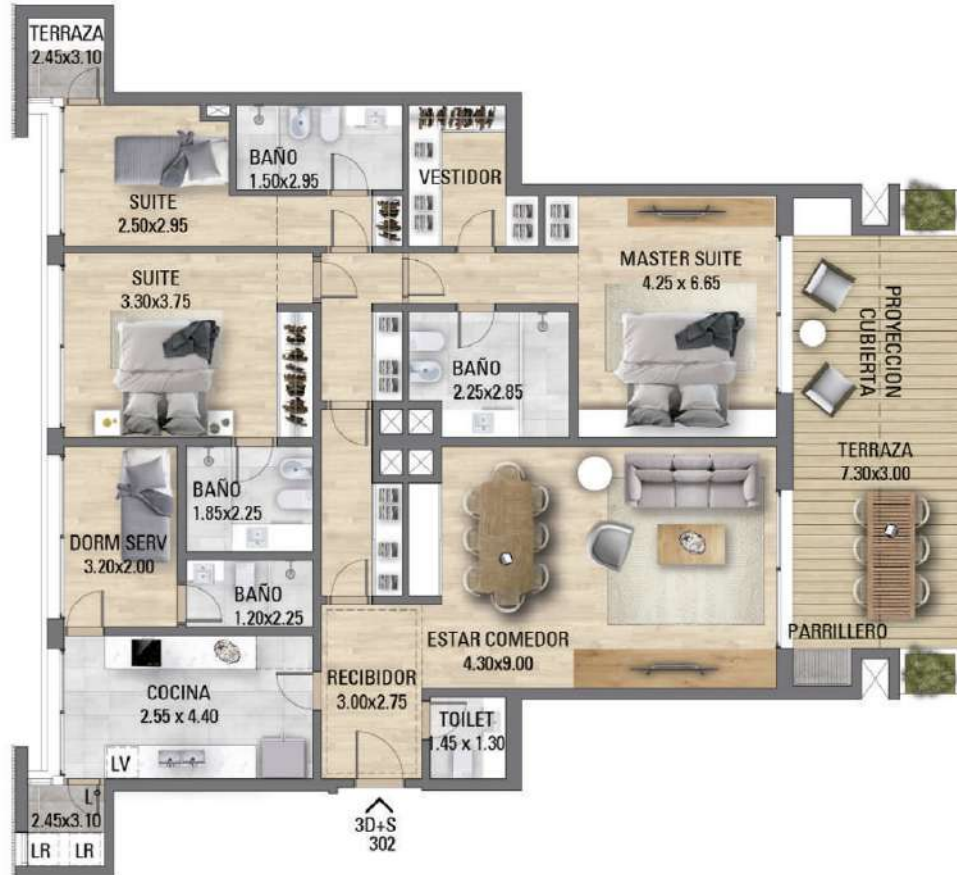 TERRAZA
2.45x3.10
BAÑO
1.50x2.95
VESTIDOR
SUITE
2.50x2.95
MASTER SUITE
4.25 x 6.65
SUITE
3.30x3.75
PROYECCION
CUBIERTA
BAÑO
2.25x2.85
TERRAZA
7.30x3.00
BAÑO
1.85x2.25
DORM SERV
3.20x2.00
BAÑO
1.20x2.25
ESTAR COMEDOR
4.30x9.00
PARRILLERO
RECIBIDOR
3.00x2.75
COCINA
2.55 x 4.40
TOILET
1.45 x 1.30
LV
L
2.45x3.10
LR LR
3D+S
302